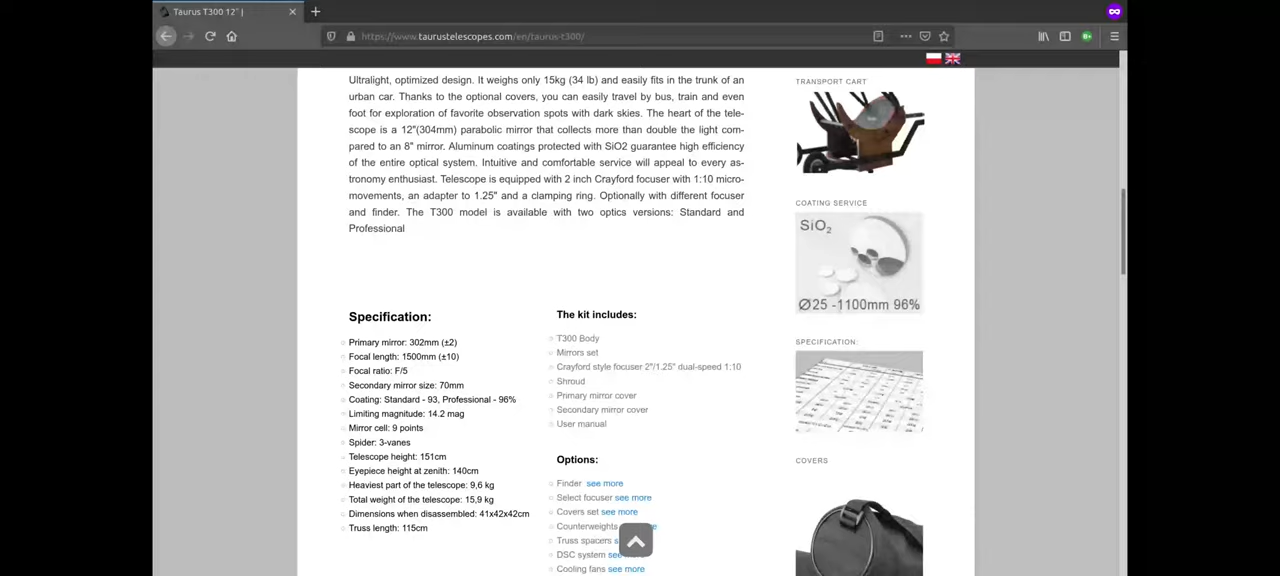 Taurus T300 12" |
https://www.taurustelescopes.com/en/taurus-t300/
Ultralight, optimized design. It weighs only 15kg (34 lb) and easily fits in the trunk of an
urban car. Thanks to the optional covers, you can easily travel by bus, train and even
foot for exploration of favorite observation spots with dark skies. The heart of the tele-
scope is a 12"(304mm) parabolic mirror that collects more than double the light com-
pared to an 8" mirror. Aluminum coatings protected with SiO2 guarantee high efficiency
of the entire optical system. Intuitive and comfortable service will appeal to every as-
tronomy enthusiast. Telescope is equipped with 2 inch Crayford focuser with 1:10 micro-
movements, an adapter to 1.25" and a clamping ring. Optionally with different focuser
and finder. The T300 model is available with two optics versions: Standard and
Professional
Specification:
Primary mirror: 302mm (±2)
Focal length: 1500mm (±10)
Focal ratio: F/5
Secondary mirror size: 70mm
Coating: Standard - 93, Professional - 96%
Limiting magnitude: 14.2 mag
Mirror cell: 9 points
Spider: 3-vanes
Telescope height: 151cm
Eyepiece height at zenith: 140cm
Heaviest part of the telescope: 9,6 kg
Total weight of the telescope: 15,9 kg
Dimensions when disassembled: 41x42x42cm
Truss length: 115cm
The kit includes:
T300 Body
Mirrors set
Crayford style focuser 2"/1.25" dual-speed 1:10
Shroud
Primary mirror cover
Secondary mirror cover
User manual
Options:
Finder see more
Select focuser see more
Covers set see more
Counterweights
Truss spacers
DSC system see
Cooling fans see more
TRANSPORT CART
COATING SERVICE
SiO2
Ø25 -1100mm 96%
SPECIFICATION:
COVERS